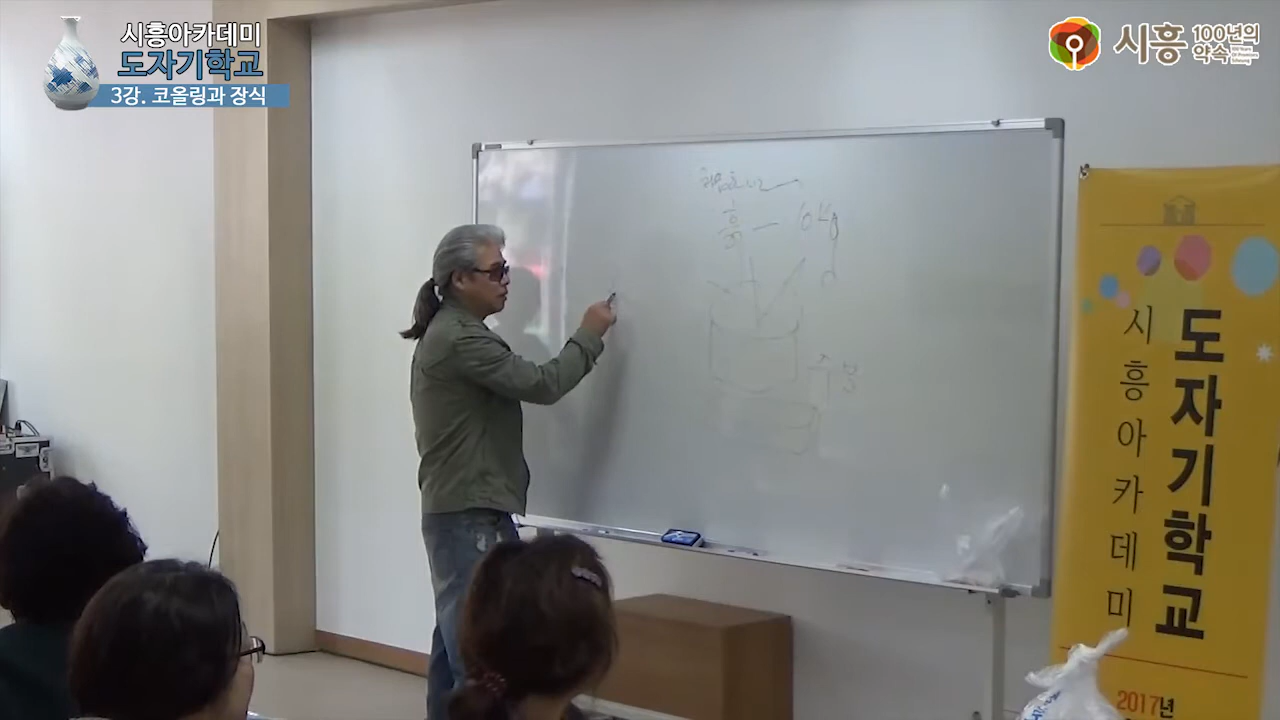 시흥아카데미
도자기학교
3강. 코올링과 장식
시흥 100년의 약속
흙 — 6kg
시흥아카데미
도자기학교
2017년